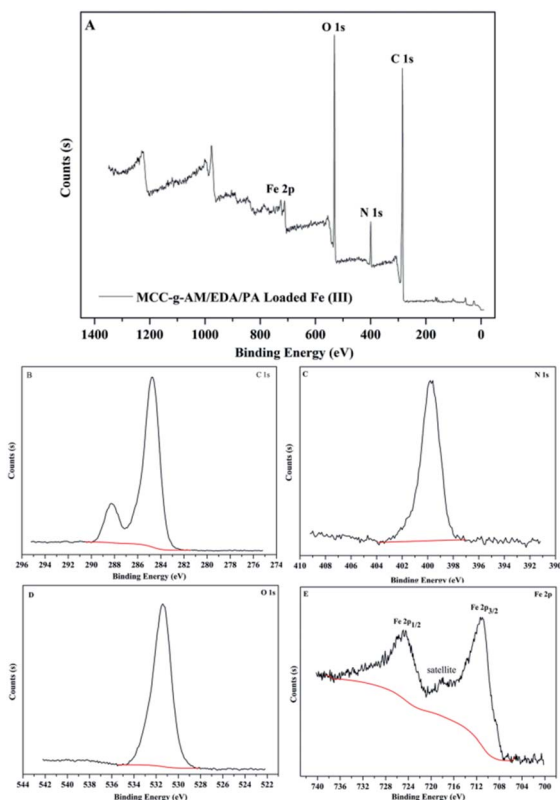 A
O 1s
C 1s
Fe 2p
N 1s
Counts (s)
MCC-g-AM/EDA/PA Loaded Fe (III)
1400 1200 1000 800 600 400 200 0
Binding Energy (eV)
B
C 1s
Counts (s)
296 294 292 290 288 286 284 282 280 278 276 274
Binding Energy (eV)
C
N 1s
Counts (s)
410 408 406 404 402 400 398 396 394 392 390
Binding Energy (eV)
D
O 1s
Counts (s)
544 542 540 538 536 534 532 530 528 526 524 522
Binding Energy (eV)
E
Fe 2p
Fe 2p1/2
Fe 2p3/2
satellite
Counts (s)
740 736 732 728 724 720 716 712 708 704 700
Binding Energy (eV)